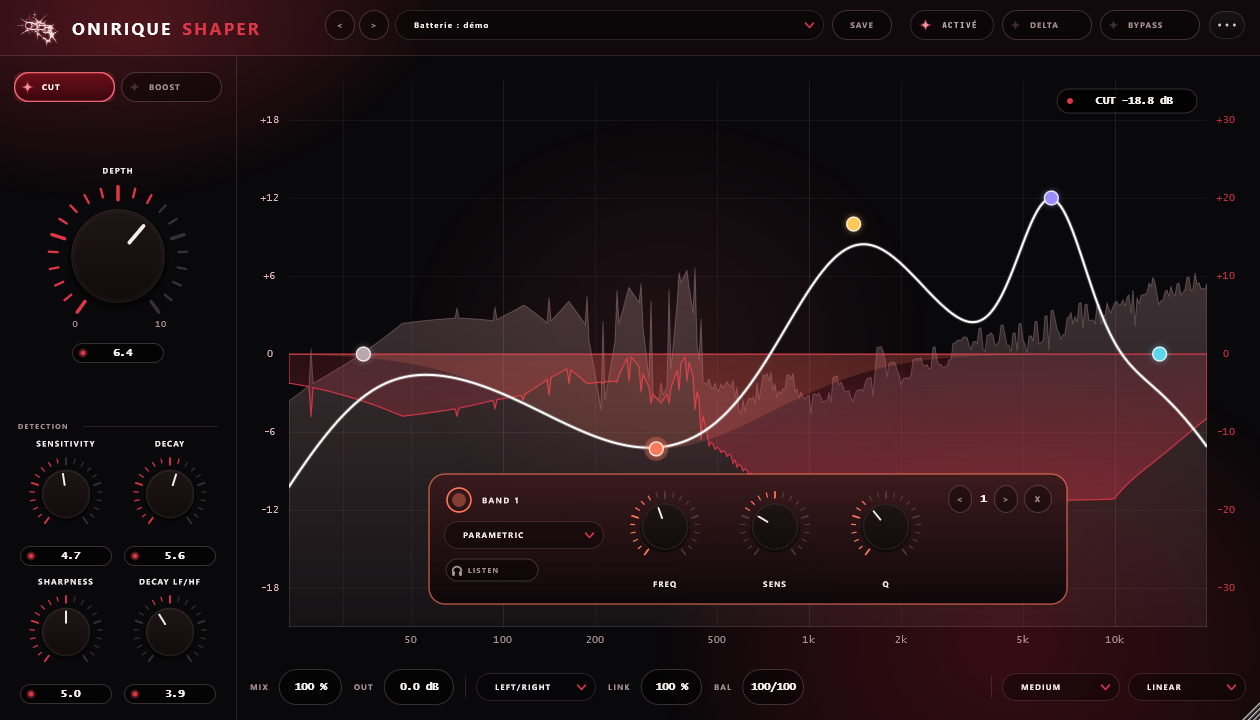 ONIRIQUE SHAPER
< > Batterie : démo SAVE ACTIVÉ DELTA BYPASS
CUT BOOST
DEPTH
0 10
6.4
DETECTION
SENSITIVITY DECAY
4.7 5.6
SHARPNESS DECAY LF/HF
5.0 3.9
CUT -18.8 dB
+18 +30
+12 +20
+6 +10
0 0
-6 -10
-12 -20
-18 -30
BAND 1 < 1 > X
PARAMETRIC
LISTEN
FREQ SENS Q
50 100 200 500 1k 2k 5k 10k
MIX 100 % OUT 0.0 dB LEFT/RIGHT LINK 100 % BAL 100/100 MEDIUM LINEAR